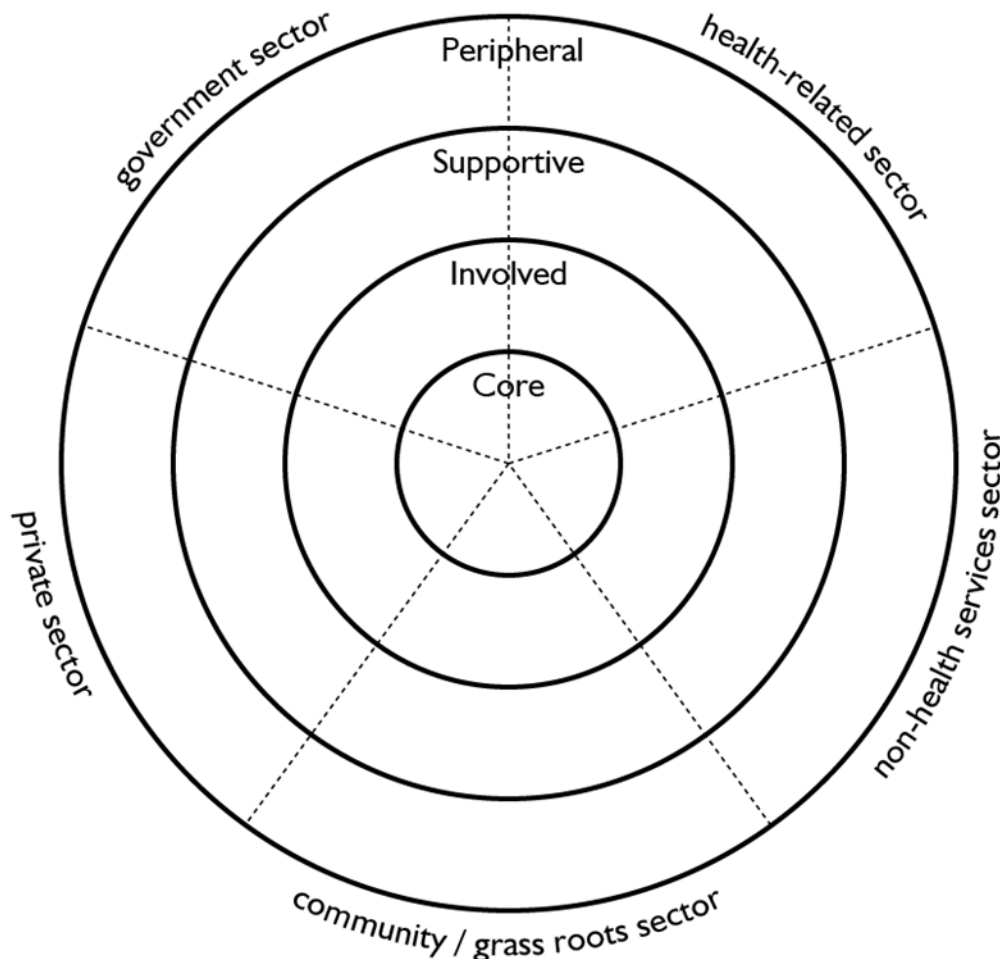 government sector
health-related sector
Peripheral
Supportive
Involved
Core
private sector
non-health services sector
community / grass roots sector